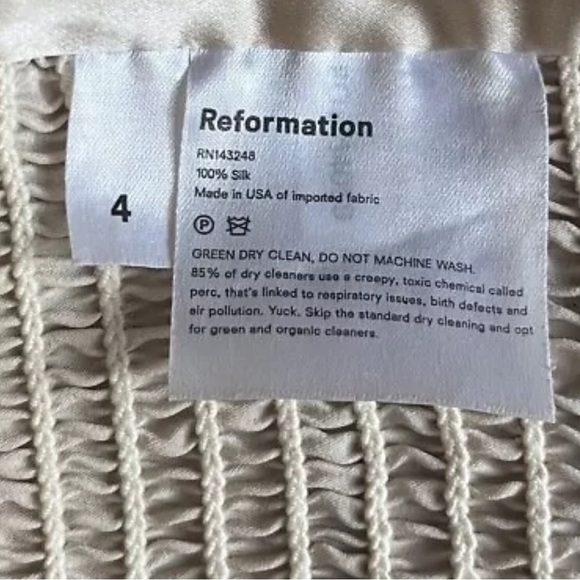 4
Reformation
RN143248
100% Silk
Made in USA of imported fabric
P
GREEN DRY CLEAN, DO NOT MACHINE WASH.
85% of dry cleaners use a creepy, toxic chemical called
perc, that's linked to respiratory issues, birth defects and
air pollution. Yuck. Skip the standard dry cleaning and opt
for green and organic cleaners.